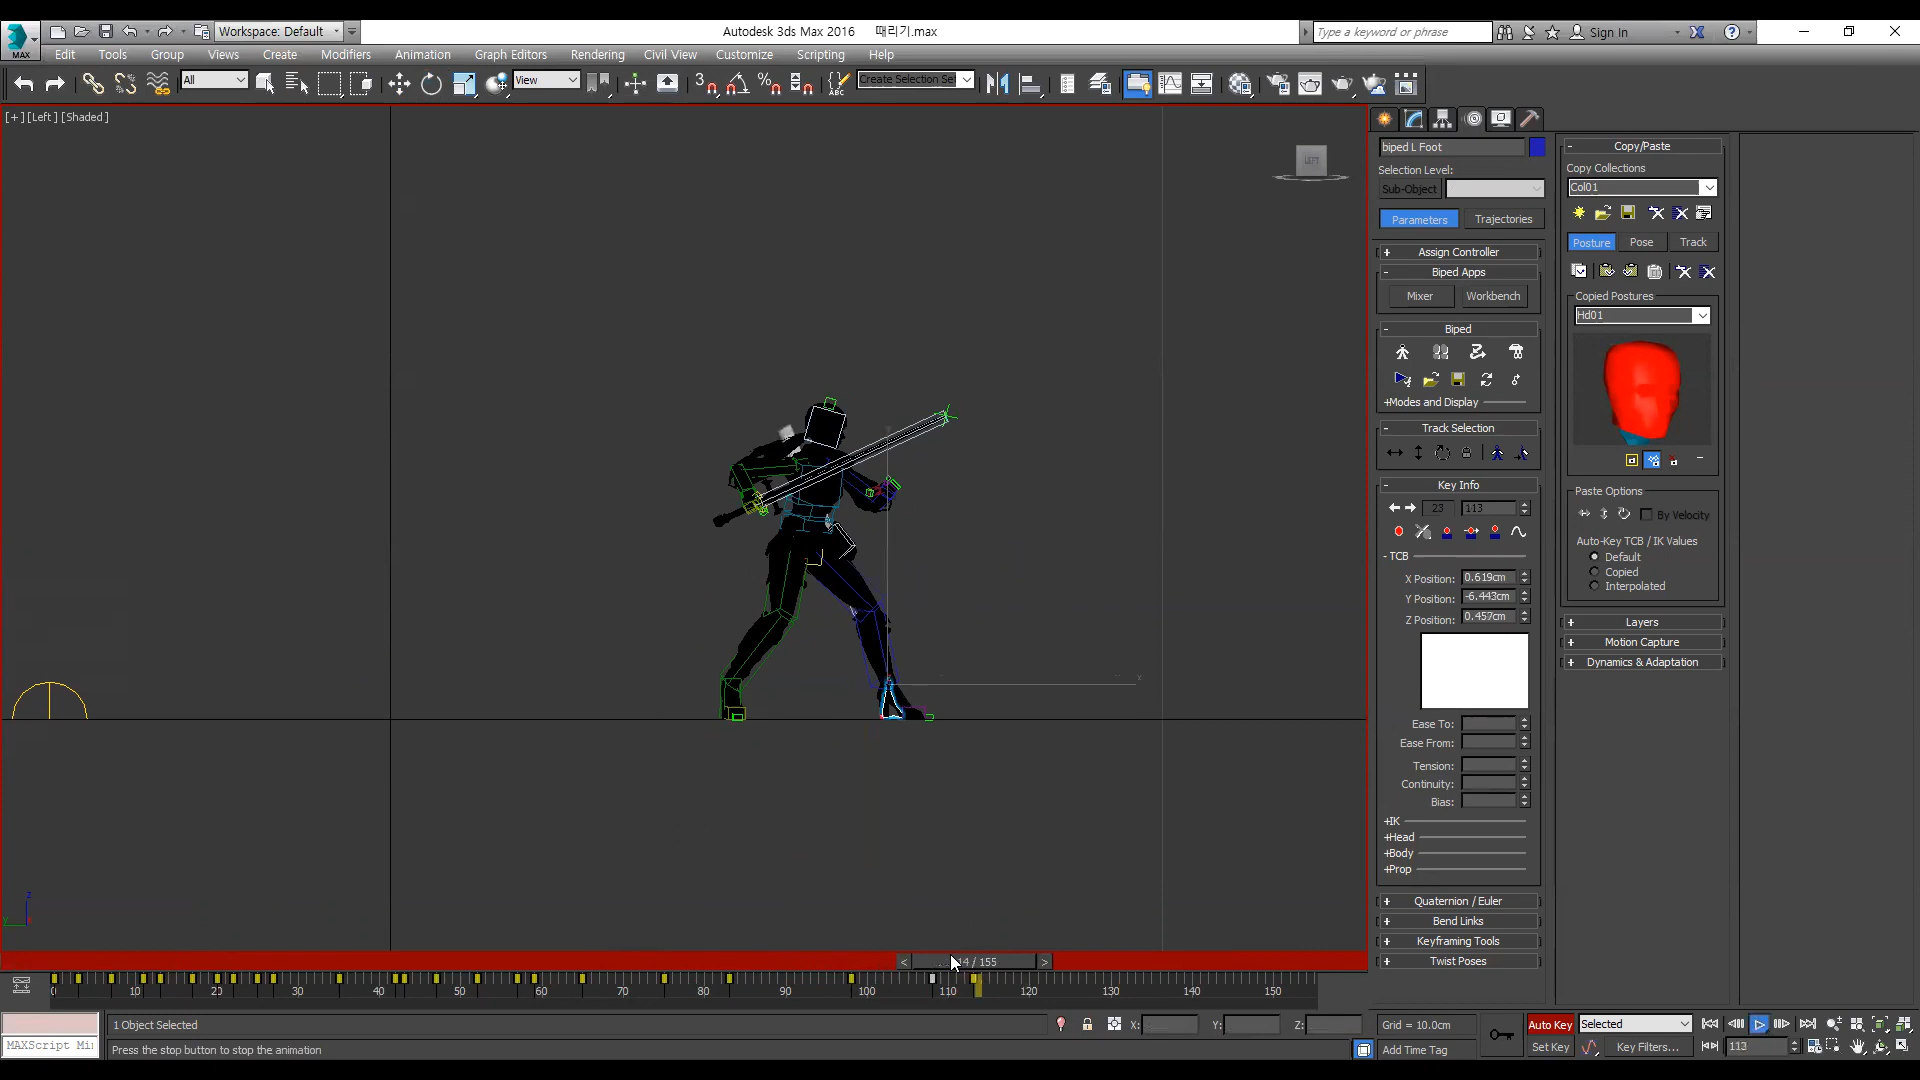 Workspace: Default
Autodesk 3ds Max 2016
때리기.max
Type a keyword or phrase
Sign In
MAX
Edit Tools Group Views Create Modifiers Animation Graph Editors Rendering Civil View Customize Scripting Help
All
View
3
ABC
Create Selection Se
[+] [Left] [Shaded]
LEFT
biped L Foot
Selection Level:
Sub-Object
Parameters Trajectories
+ Assign Controller
- Biped Apps
Mixer Workbench
- Biped
+Modes and Display
- Track Selection
- Key Info
23 113
- TCB
X Position: 0.619cm
Y Position: -6.443cm
Z Position: 0.457cm
Ease To:
Ease From:
Tension:
Continuity:
Bias:
+IK
+Head
+Body
+Prop
+ Quaternion / Euler
+ Bend Links
+ Keyframing Tools
+ Twist Poses
- Copy/Paste
Copy Collections
Col01
Posture Pose Track
Copied Postures
Hd01
Paste Options
By Velocity
Auto-Key TCB / IK Values
Default
Copied
Interpolated
+ Layers
+ Motion Capture
+ Dynamics & Adaptation
z
y
< / 155 >
0 10 20 30 40 50 60 70 80 90 100 110 120 130 140 150
1 Object Selected
X: Y: Z:
Grid = 10.0cm
Auto Key Selected
MAXScript Mi
Press the stop button to stop the animation
Add Time Tag
Set Key Key Filters...
113